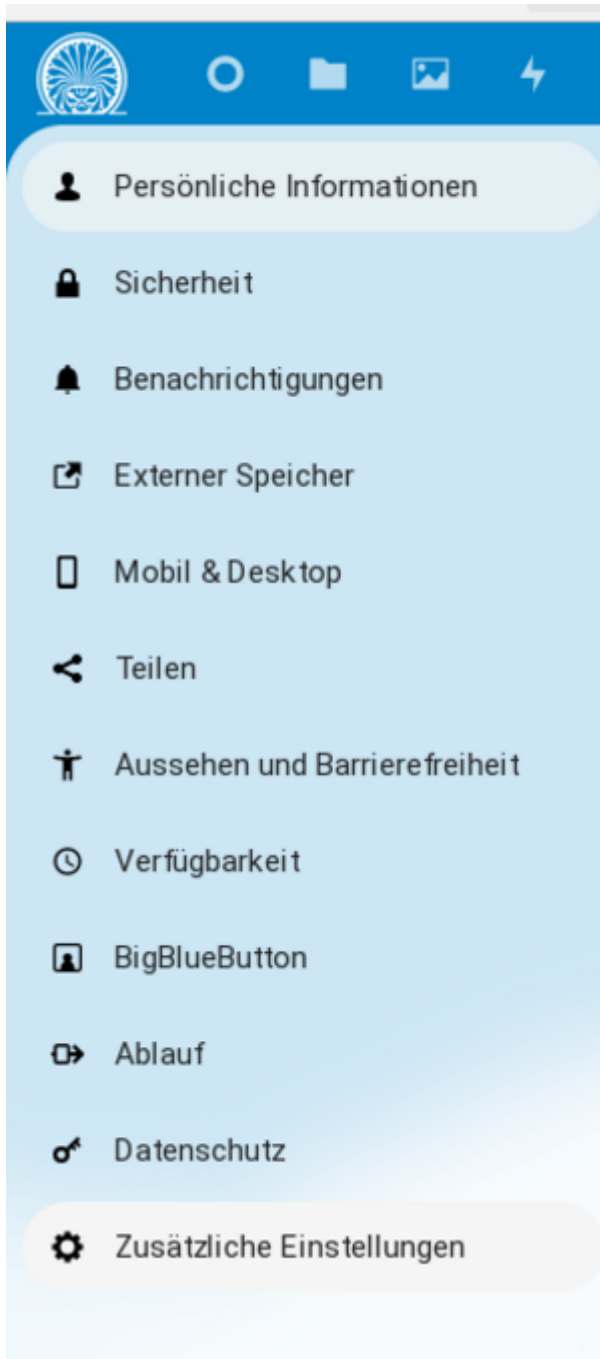 Persönliche Informationen
Sicherheit
Benachrichtigungen
Externer Speicher
Mobil & Desktop
Teilen
Aussehen und Barrierefreiheit
Verfügbarkeit
BigBlueButton
Ablauf
Datenschutz
Zusätzliche Einstellungen